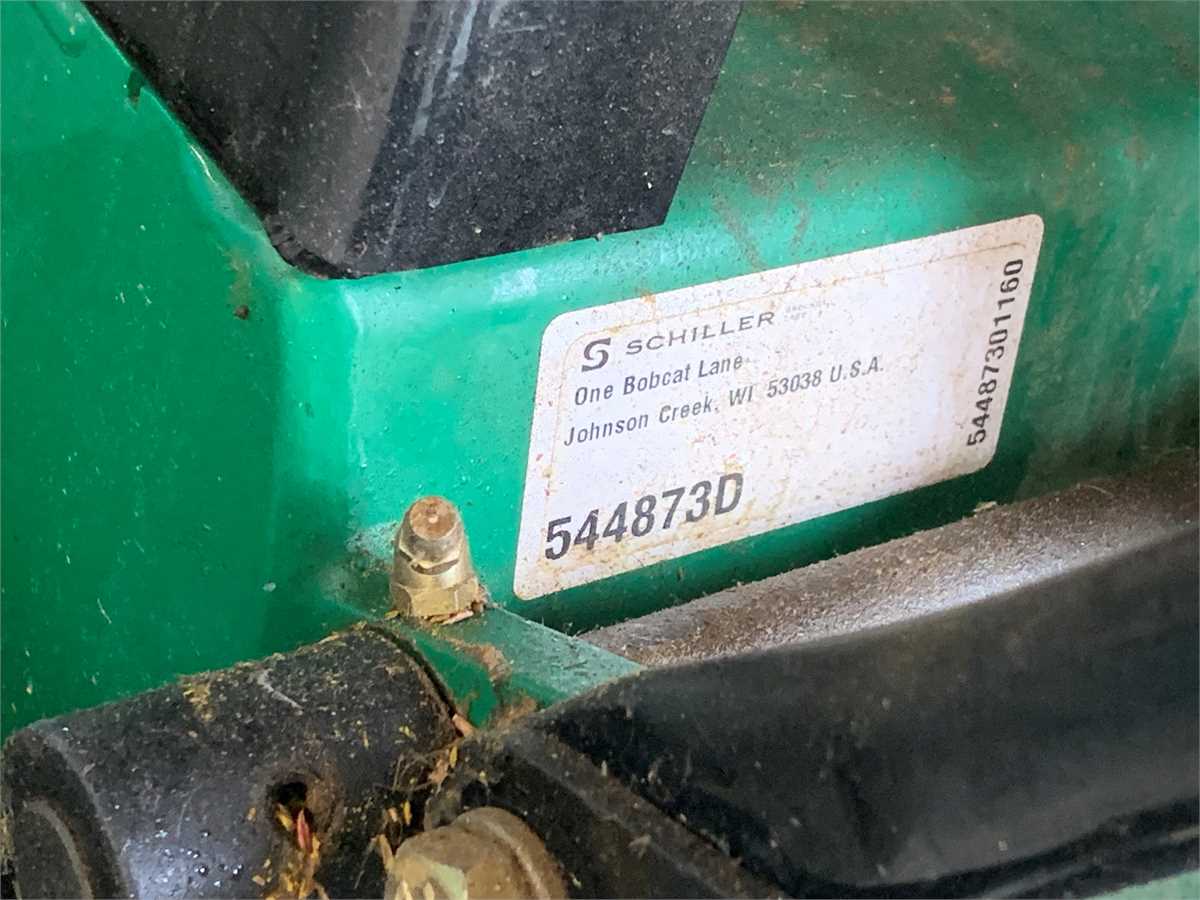 SCHILLER
One Bobcat Lane
Johnson Creek, WI 53038 U.S.A.
544873D
54487301160